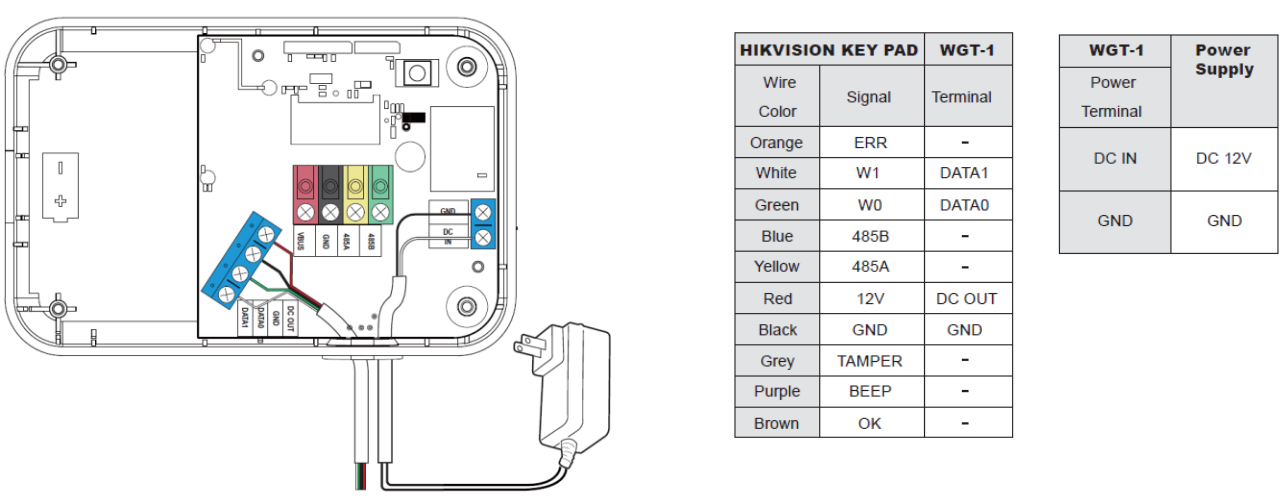 VBUS
GND
485A
485B
GND
DC
IN
DATA1
DATA0
GND
DC OUT
HIKVISION KEY PAD WGT-1
Wire Color Signal Terminal
Orange ERR -
White W1 DATA1
Green W0 DATA0
Blue 485B -
Yellow 485A -
Red 12V DC OUT
Black GND GND
Grey TAMPER -
Purple BEEP -
Brown OK -
WGT-1 Power Supply
Power Terminal
DC IN DC 12V
GND GND